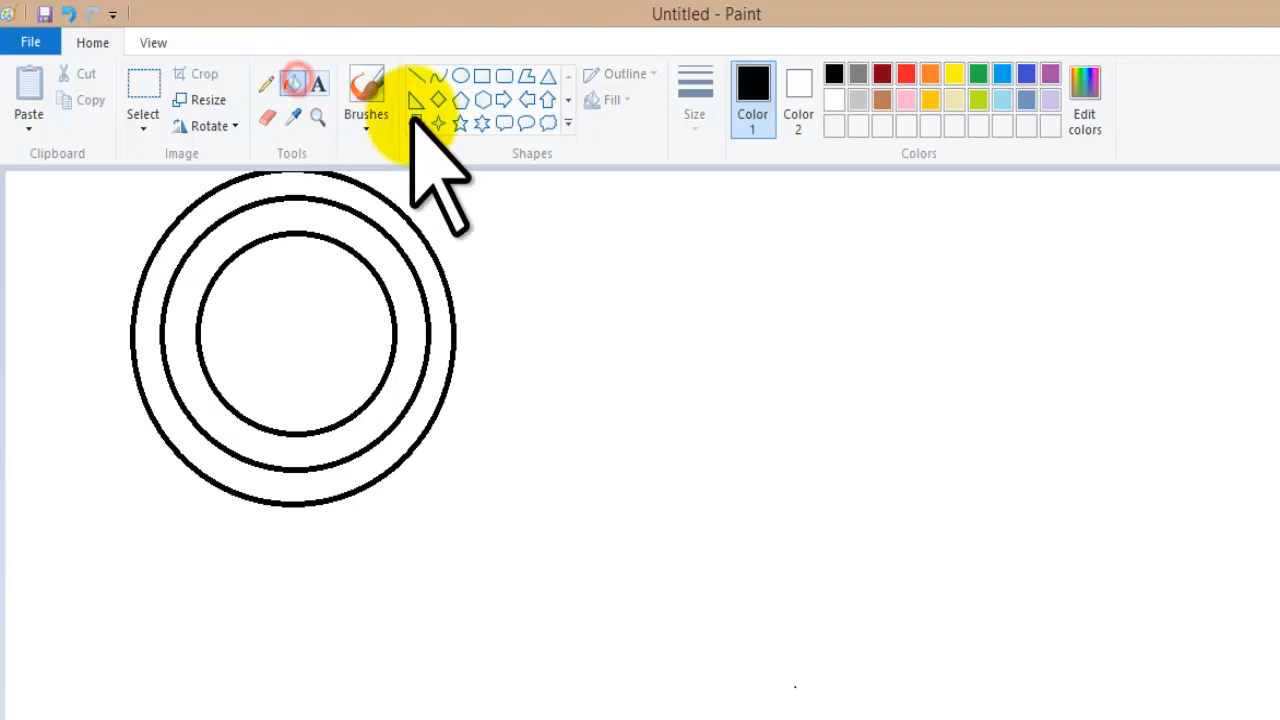 Untitled - Paint
File Home View
Paste Cut Copy
Clipboard
Select Crop Resize Rotate
Image
A
Tools
Brushes
Outline Fill
Shapes
Size
Color 1
Color 2
Edit colors
Colors